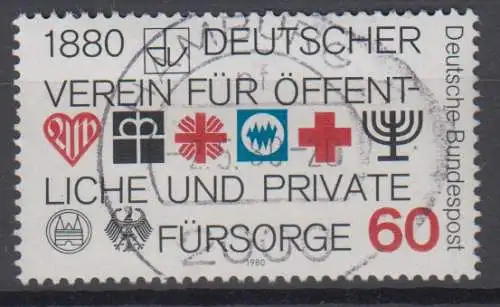 1880 DEUTSCHER
VEREIN FÜR ÖFFENT-
LICHE UND PRIVATE
FÜRSORGE 60
Deutsche Bundespost
1980